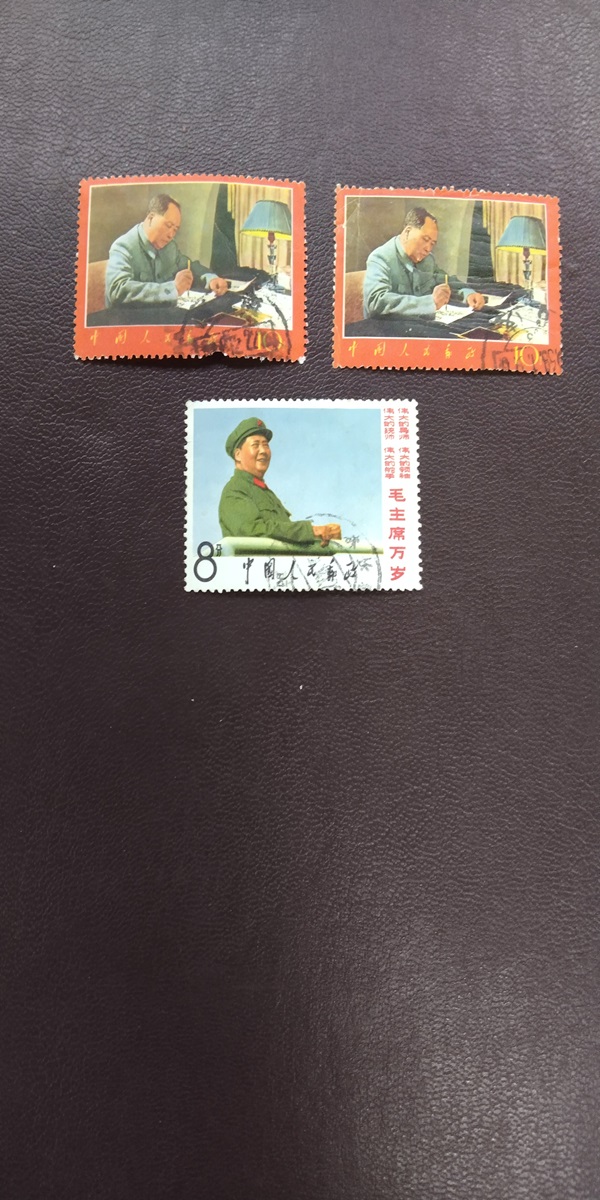 中国人民邮政
中国人民邮政
10
伟大的导师 伟大的领袖
伟大的统帅 伟大的舵手
毛主席万岁
8分
中国人民邮政